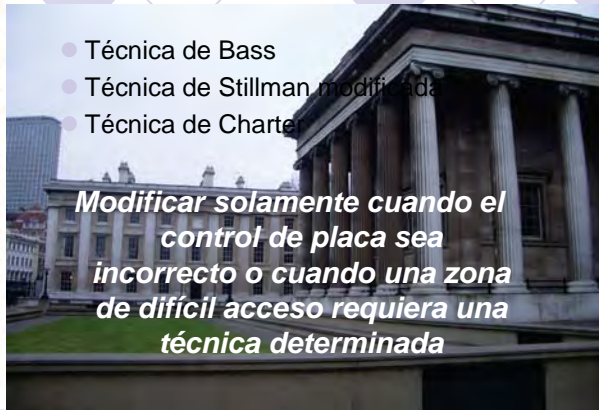 Técnica de Bass
Técnica de Stillman modificada
Técnica de Charter
Modificar solamente cuando el
control de placa sea
incorrecto o cuando una zona
de difícil acceso requiera una
técnica determinada